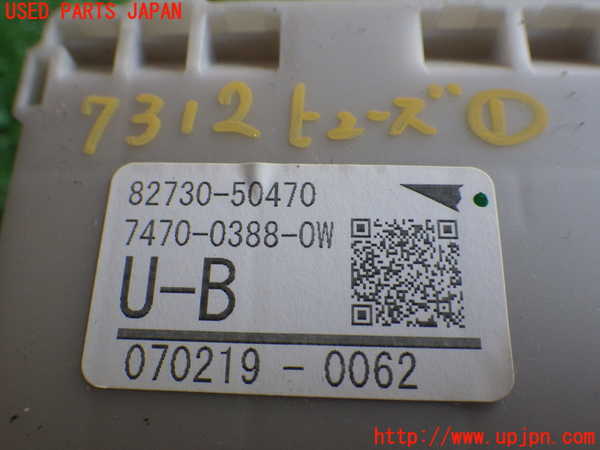 USED PARTS JAPAN
7312ヒューズ①
82730-50470
7470-0388-0W
U-B
070219-0062
http://www.upjpn.com/